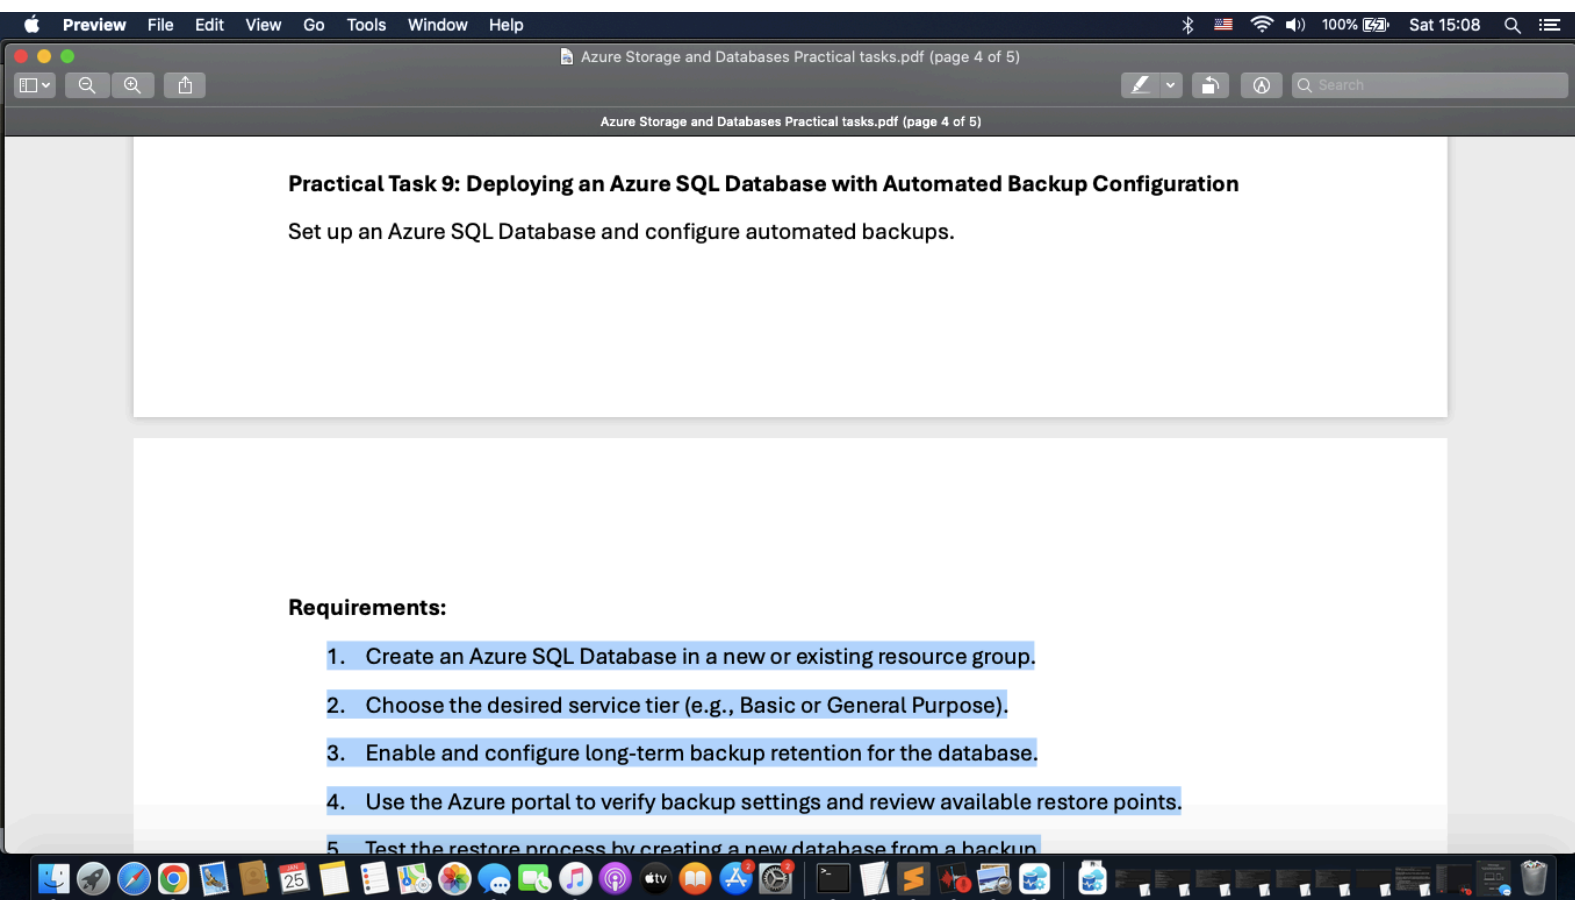 Preview File Edit View Go Tools Window Help 100% Sat 15:08
Azure Storage and Databases Practical tasks.pdf (page 4 of 5)
Search
Azure Storage and Databases Practical tasks.pdf (page 4 of 5)
Practical Task 9: Deploying an Azure SQL Database with Automated Backup Configuration
Set up an Azure SQL Database and configure automated backups.
Requirements:
1. Create an Azure SQL Database in a new or existing resource group.
2. Choose the desired service tier (e.g., Basic or General Purpose).
3. Enable and configure long-term backup retention for the database.
4. Use the Azure portal to verify backup settings and review available restore points.
5. Test the restore process by creating a new database from a backup.
JAN
25
tv
2
2